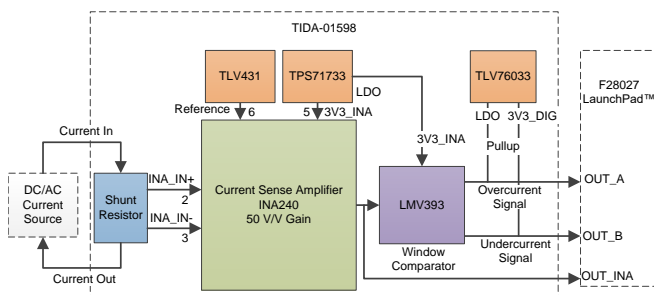 TIDA-01598
TLV431
TPS71733
TLV76033
F28027
LaunchPad™
LDO
Reference
6
5
3V3_INA
LDO
3V3_DIG
Current In
3V3_INA
Pullup
INA_IN+
2
DC/AC
Current
Source
Shunt
Resistor
Current Sense Amplifier
INA240
50 V/V Gain
LMV393
OUT_A
Overcurrent
Signal
INA_IN-
3
OUT_B
Window
Comparator
Undercurrent
Signal
Current Out
OUT_INA